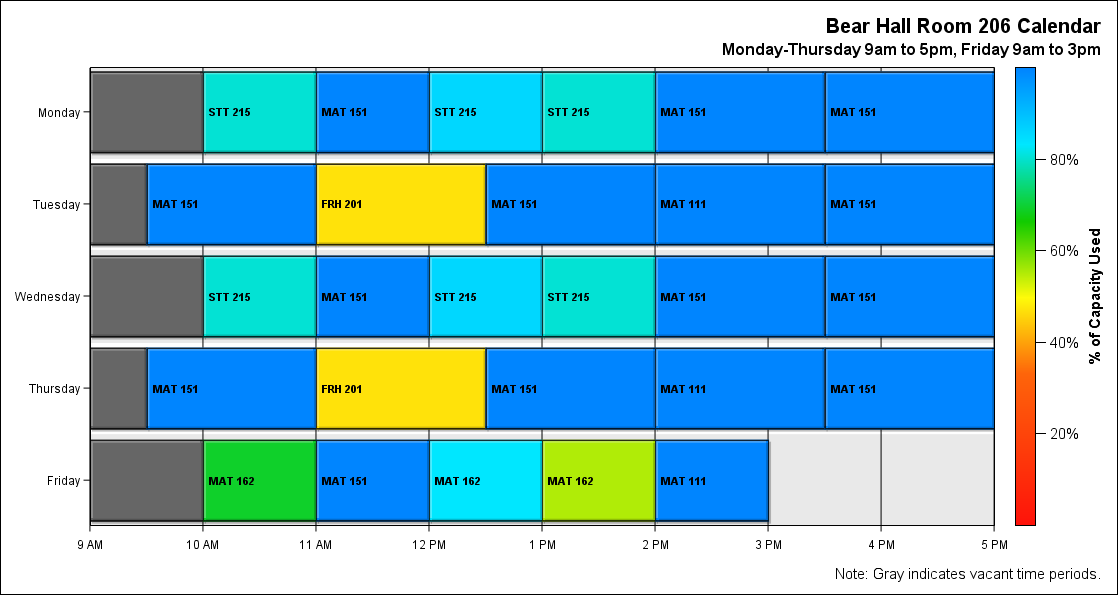 Bear Hall Room 206 Calendar
Monday-Thursday 9am to 5pm, Friday 9am to 3pm
Monday STT 215 MAT 151 STT 215 STT 215 MAT 151 MAT 151
Tuesday MAT 151 FRH 201 MAT 151 MAT 111 MAT 151
Wednesday STT 215 MAT 151 STT 215 STT 215 MAT 151 MAT 151
Thursday MAT 151 FRH 201 MAT 151 MAT 111 MAT 151
Friday MAT 162 MAT 151 MAT 162 MAT 162 MAT 111
9 AM 10 AM 11 AM 12 PM 1 PM 2 PM 3 PM 4 PM 5 PM
80%
60%
40%
20%
% of Capacity Used
Note: Gray indicates vacant time periods.